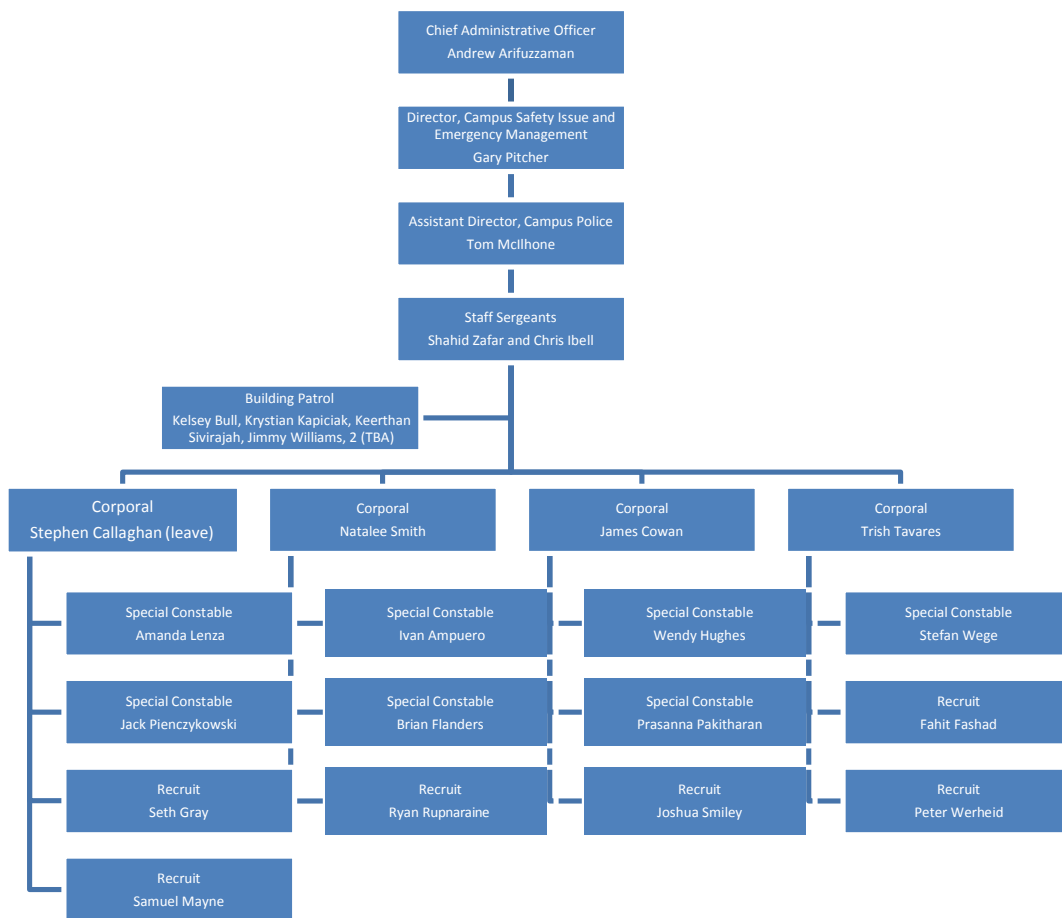 Chief Administrative Officer
Andrew Arifuzzaman
Director, Campus Safety Issue and
Emergency Management
Gary Pitcher
Assistant Director, Campus Police
Tom McIlhone
Staff Sergeants
Shahid Zafar and Chris Ibell
Building Patrol
Kelsey Bull, Krystian Kapiciak, Keerthan
Sivirajah, Jimmy Williams, 2 (TBA)
Corporal
Stephen Callaghan (leave)
Corporal
Natalee Smith
Corporal
James Cowan
Corporal
Trish Tavares
Special Constable
Amanda Lenza
Special Constable
Ivan Ampuero
Special Constable
Wendy Hughes
Special Constable
Stefan Wege
Special Constable
Jack Pienczykowski
Special Constable
Brian Flanders
Special Constable
Prasanna Pakitharan
Recruit
Fahit Fashad
Recruit
Seth Gray
Recruit
Ryan Rupnaraine
Recruit
Joshua Smiley
Recruit
Peter Werheid
Recruit
Samuel Mayne